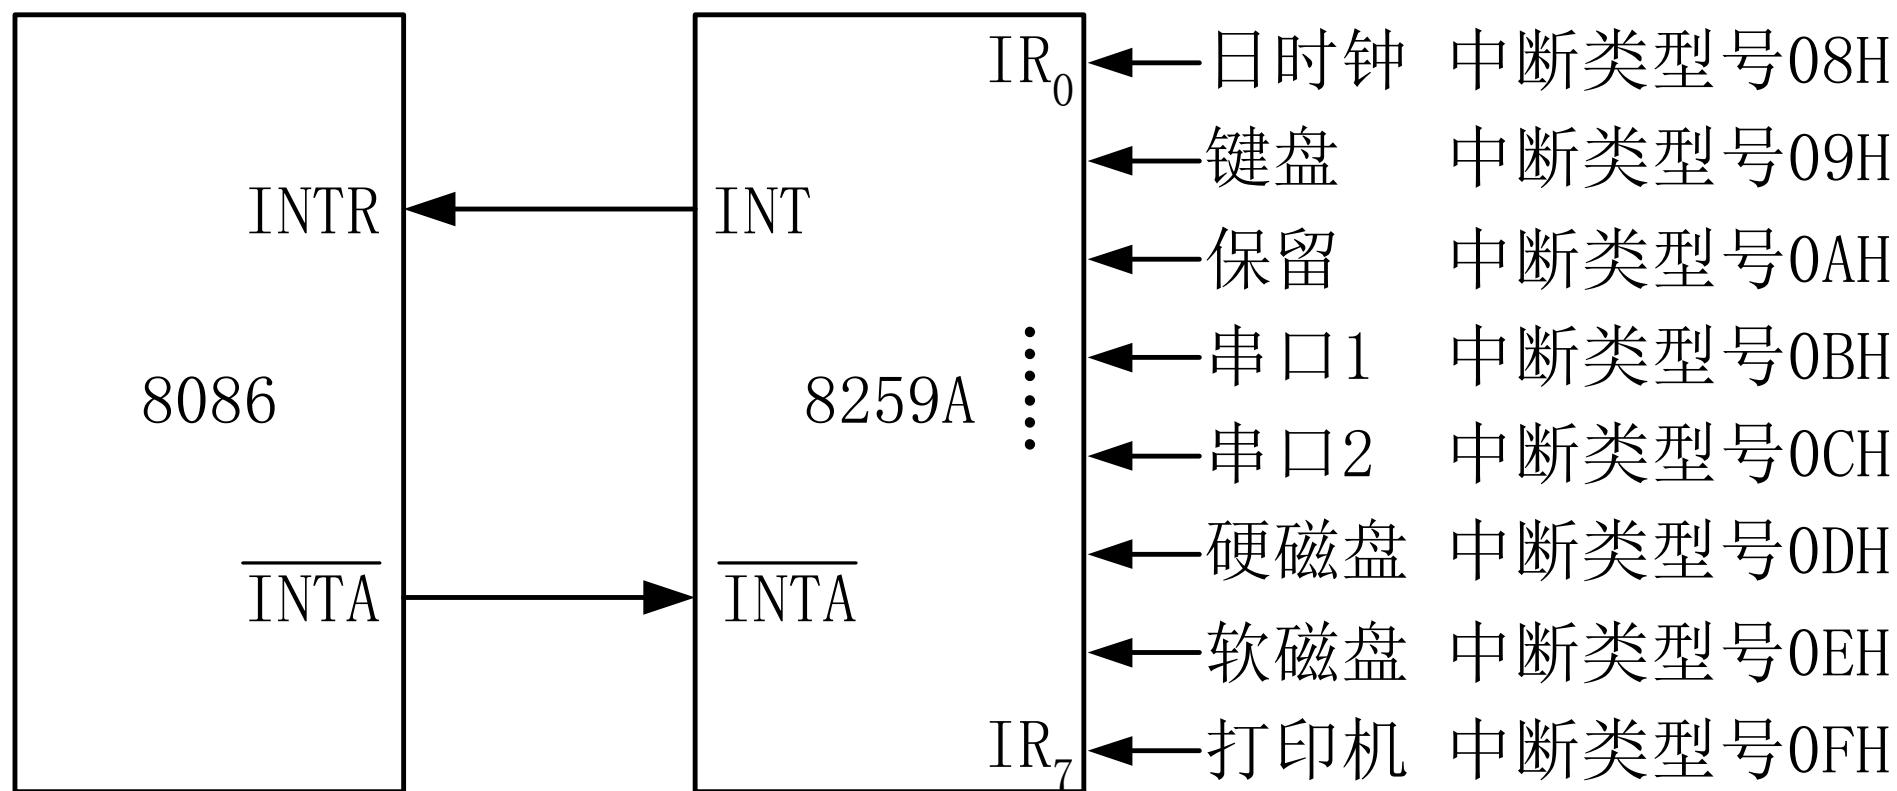 IR0 日时钟 中断类型号08H
键盘 中断类型号09H
INTR INT
保留 中断类型号0AH
串口1 中断类型号0BH
8086 8259A
串口2 中断类型号0CH
硬磁盘 中断类型号0DH
INTA INTA
软磁盘 中断类型号0EH
IR7 打印机 中断类型号0FH